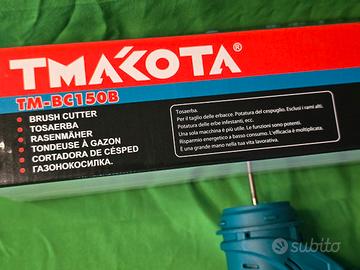 TMAKOTA®
TM-BC150B
• BRUSH CUTTER
• TOSAERBA
• RASENMÄHER
• TONDEUSE À GAZON
• CORTADORA DE CÉSPED
• ГАЗОНОКОСИЛКА.
Tosaerba.
Per il taglio delle erbacce. Potatura del cespuglio. Esclusi i rami alti.
Potatura delle erbe infestanti, ecc.
Una sola macchina è più utile. Le funzioni sono potenti.
Risparmio energetico a basso consumo. L'efficacia è moltiplicata.
È una grande mano nella tua vita lavorativa.
subito